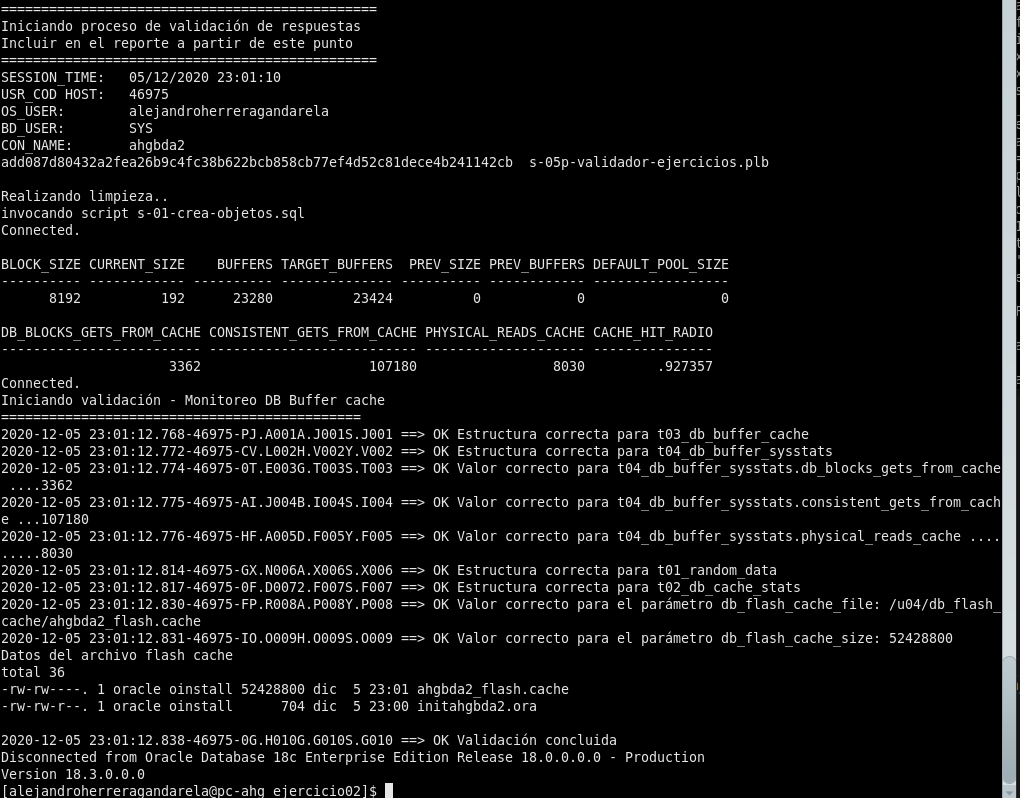 ===============================================
Iniciando proceso de validación de respuestas
Incluir en el reporte a partir de este punto
===============================================
SESSION_TIME:   05/12/2020 23:01:10
USR_COD HOST:   46975
OS_USER:        alejandroherreragandarela
BD_USER:        SYS
CON_NAME:       ahgbda2
add087d80432a2fea26b9c4fc38b622bcb858cb77ef4d52c81dece4b241142cb  s-05p-validador-ejercicios.plb

Realizando limpieza..
invocando script s-01-crea-objetos.sql
Connected.

BLOCK_SIZE CURRENT_SIZE    BUFFERS TARGET_BUFFERS  PREV_SIZE PREV_BUFFERS DEFAULT_POOL_SIZE
---------- ------------ ---------- -------------- ---------- ------------ -----------------
      8192          192      23280          23424          0            0                 0

DB_BLOCKS_GETS_FROM_CACHE CONSISTENT_GETS_FROM_CACHE PHYSICAL_READS_CACHE CACHE_HIT_RADIO
------------------------- -------------------------- -------------------- ---------------
                     3362                     107180                 8030         .927357
Connected.
Iniciando validación - Monitoreo DB Buffer cache
=============================================
2020-12-05 23:01:12.768-46975-PJ.A001A.J001S.J001 ==> OK Estructura correcta para t03_db_buffer_cache
2020-12-05 23:01:12.772-46975-CV.L002H.V002Y.V002 ==> OK Estructura correcta para t04_db_buffer_sysstats
2020-12-05 23:01:12.774-46975-0T.E003G.T003S.T003 ==> OK Valor correcto para t04_db_buffer_sysstats.db_blocks_gets_from_cache
 ....3362
2020-12-05 23:01:12.775-46975-AI.J004B.I004S.I004 ==> OK Valor correcto para t04_db_buffer_sysstats.consistent_gets_from_cach
e ...107180
2020-12-05 23:01:12.776-46975-HF.A005D.F005Y.F005 ==> OK Valor correcto para t04_db_buffer_sysstats.physical_reads_cache ....
.....8030
2020-12-05 23:01:12.814-46975-GX.N006A.X006S.X006 ==> OK Estructura correcta para t01_random_data
2020-12-05 23:01:12.817-46975-0F.D0072.F007S.F007 ==> OK Estructura correcta para t02_db_cache_stats
2020-12-05 23:01:12.830-46975-FP.R008A.P008Y.P008 ==> OK Valor correcto para el parámetro db_flash_cache_file: /u04/db_flash_
cache/ahgbda2_flash.cache
2020-12-05 23:01:12.831-46975-IO.O009H.O009S.O009 ==> OK Valor correcto para el parámetro db_flash_cache_size: 52428800
Datos del archivo flash cache
total 36
-rw-rw----. 1 oracle oinstall 52428800 dic  5 23:01 ahgbda2_flash.cache
-rw-rw-r--. 1 oracle oinstall      704 dic  5 23:00 initahgbda2.ora

2020-12-05 23:01:12.838-46975-0G.H010G.G010S.G010 ==> OK Validación concluida
Disconnected from Oracle Database 18c Enterprise Edition Release 18.0.0.0.0 - Production
Version 18.3.0.0.0
[alejandroherreragandarela@pc-ahg ejercicio02]$